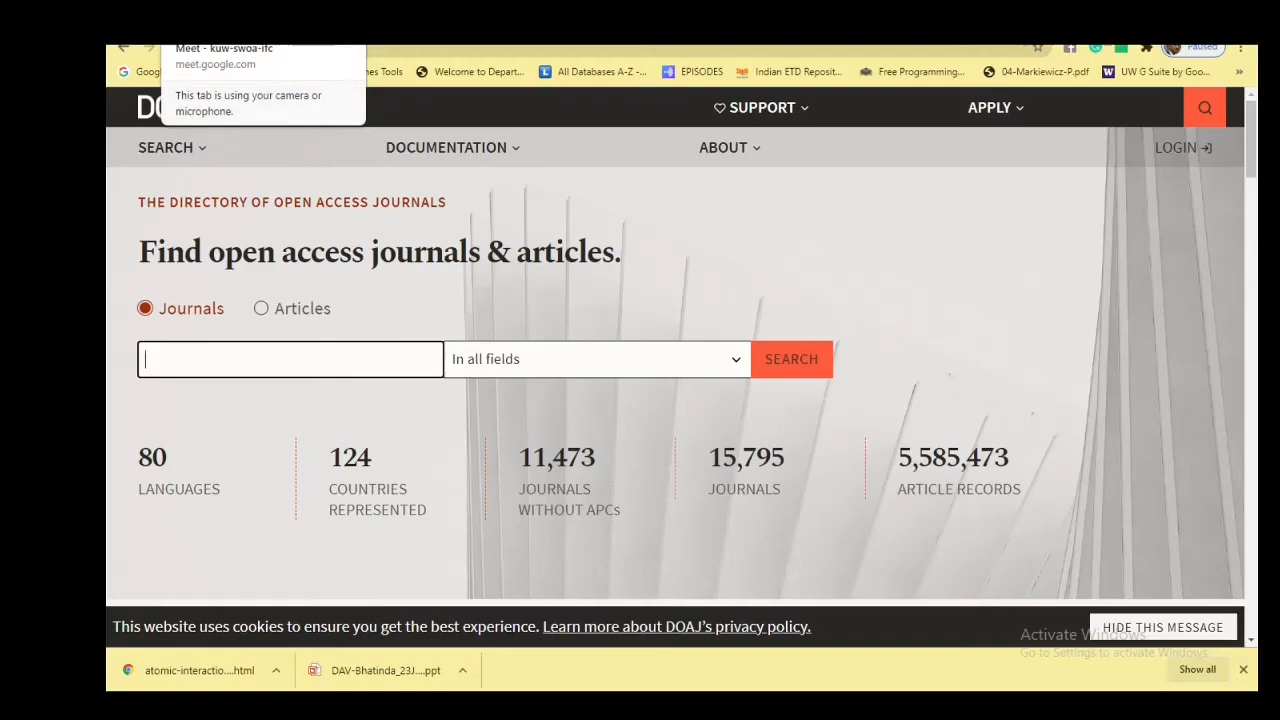 Meet - kuw-swoa-ifc
meet.google.com
Paused
This tab is using your camera or
microphone.
Goog
mes Tools
Welcome to Depart...
All Databases A-Z -...
EPISODES
Indian ETD Reposit...
Free Programming...
04-Markiewicz-P.pdf
UW G Suite by Goo...
»
DO
SUPPORT
APPLY
SEARCH
DOCUMENTATION
ABOUT
LOGIN
THE DIRECTORY OF OPEN ACCESS JOURNALS
Find open access journals & articles.
Journals
Articles
In all fields
SEARCH
80
LANGUAGES
124
COUNTRIES
REPRESENTED
11,473
JOURNALS
WITHOUT APCs
15,795
JOURNALS
5,585,473
ARTICLE RECORDS
This website uses cookies to ensure you get the best experience. Learn more about DOAJ's privacy policy.
HIDE THIS MESSAGE
Activate Windows
Go to Settings to activate Windows.
atomic-interactio....html
DAV-Bhatinda_23J....ppt
Show all